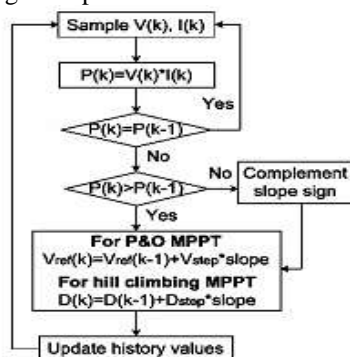 Sample V(k), I(k)
P(k)=V(k)*I(k)
Yes
P(k)=P(k-1)
No
P(k)>P(k-1)
No
Complement
slope sign
Yes
For P&O MPPT
Vref(k)=Vref(k-1)+Vstep*slope
For hill climbing MPPT
D(k)=D(k-1)+Dstep*slope
Update history values